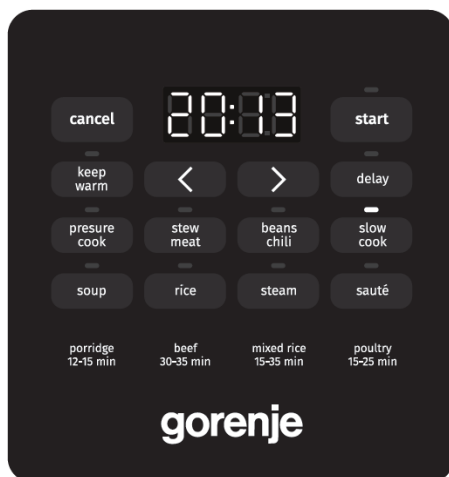 cancel
20:13
start
keep
warm
<
>
delay
presure
cook
stew
meat
beans
chili
slow
cook
soup
rice
steam
sauté
porridge
12-15 min
beef
30-35 min
mixed rice
15-35 min
poultry
15-25 min
gorenje